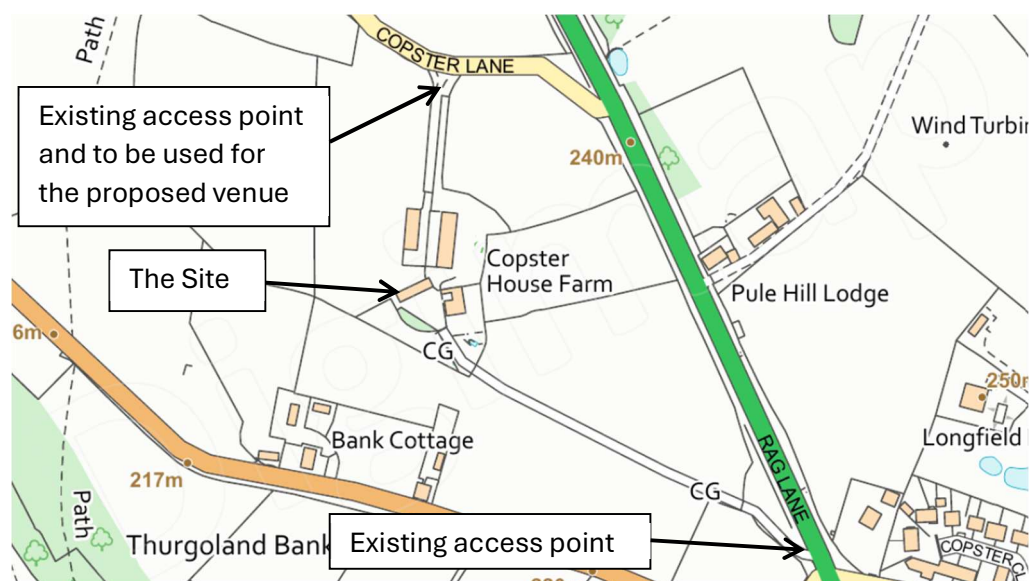 Path
COPSTER LANE
Existing access point
and to be used for
the proposed venue
240m
Wind Turbin
The Site
Copster
House Farm
Pule Hill Lodge
6m
CG
250m
Bank Cottage
RAG LANE
Longfield
217m
CG
Path
Thurgoland Bank
Existing access point
COPSTER CL